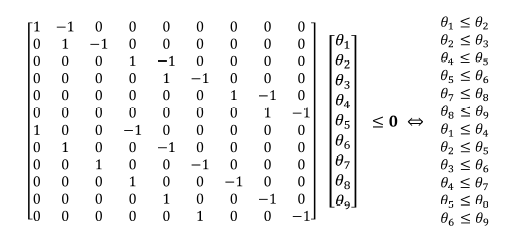 1 −1 0 0 0 0 0 0 0
0 1 −1 0 0 0 0 0 0
0 0 0 1 −1 0 0 0 0
0 0 0 0 1 −1 0 0 0
0 0 0 0 0 0 1 −1 0
0 0 0 0 0 0 0 1 −1
1 0 0 −1 0 0 0 0 0
0 1 0 0 −1 0 0 0 0
0 0 1 0 0 −1 0 0 0
0 0 0 1 0 0 −1 0 0
0 0 0 0 1 0 0 −1 0
0 0 0 0 0 1 0 0 −1
θ₁
θ₂
θ₃
θ₄
θ₅
θ₆
θ₇
θ₈
θ₉
≤ 0 ⇔
θ₁ ≤ θ₂
θ₂ ≤ θ₃
θ₄ ≤ θ₅
θ₅ ≤ θ₆
θ₇ ≤ θ₈
θ₈ ≤ θ₉
θ₁ ≤ θ₄
θ₂ ≤ θ₅
θ₃ ≤ θ₆
θ₄ ≤ θ₇
θ₅ ≤ θ₈
θ₆ ≤ θ₉